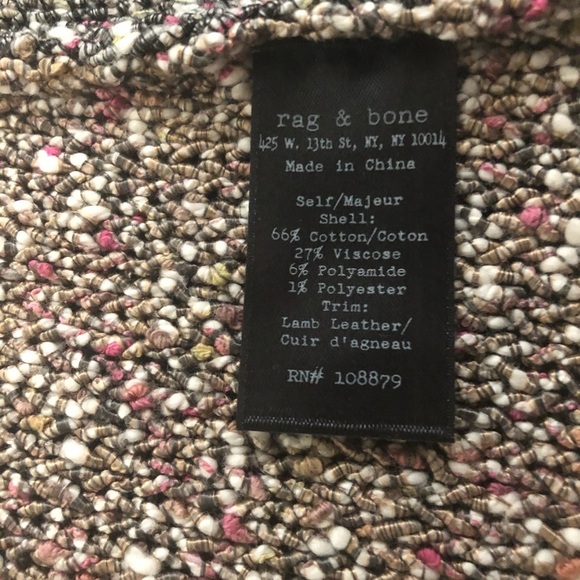 rag & bone
425 W. 13th St, NY, NY 10014
Made in China
Self/Majeur
Shell:
66% Cotton/Coton
27% Viscose
6% Polyamide
1% Polyester
Trim:
Lamb Leather/
Cuir d'agneau
RN# 108879